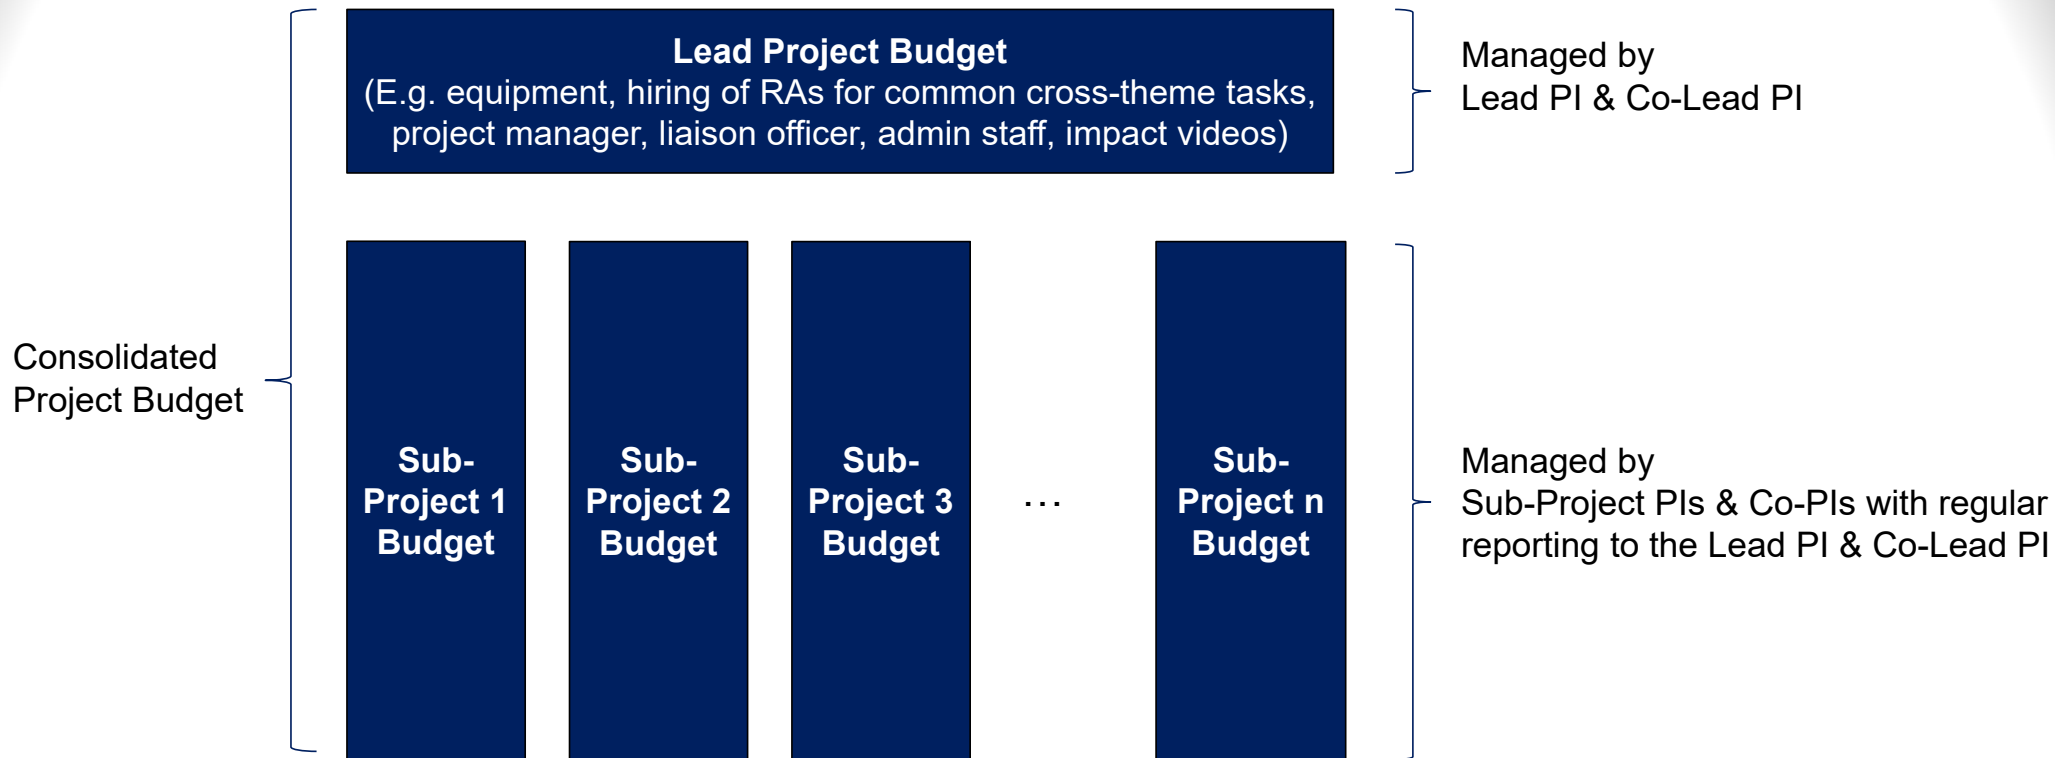 Lead Project Budget
(E.g. equipment, hiring of RAs for common cross-theme tasks,
project manager, liaison officer, admin staff, impact videos)
Managed by
Lead PI & Co-Lead PI
Consolidated
Project Budget
Sub-
Project 1
Budget
Sub-
Project 2
Budget
Sub-
Project 3
Budget
...
Sub-
Project n
Budget
Managed by
Sub-Project PIs & Co-PIs with regular
reporting to the Lead PI & Co-Lead PI